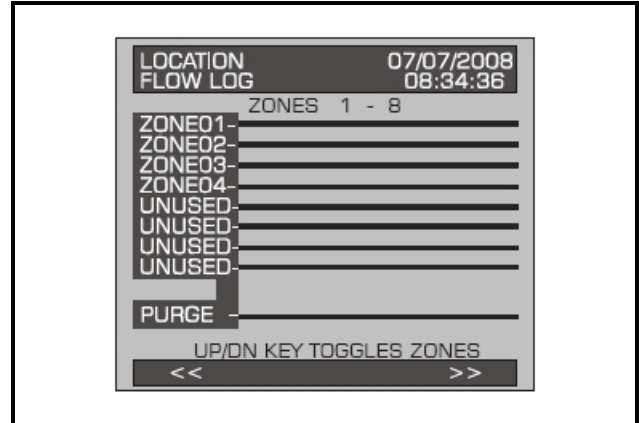 LOCATION 07/07/2008
FLOW LOG 08:34:36
ZONES 1 - 8
ZONE01-
ZONE02-
ZONE03-
ZONE04-
UNUSED-
UNUSED-
UNUSED-
UNUSED-
PURGE -
UP/DN KEY TOGGLES ZONES
<< >>